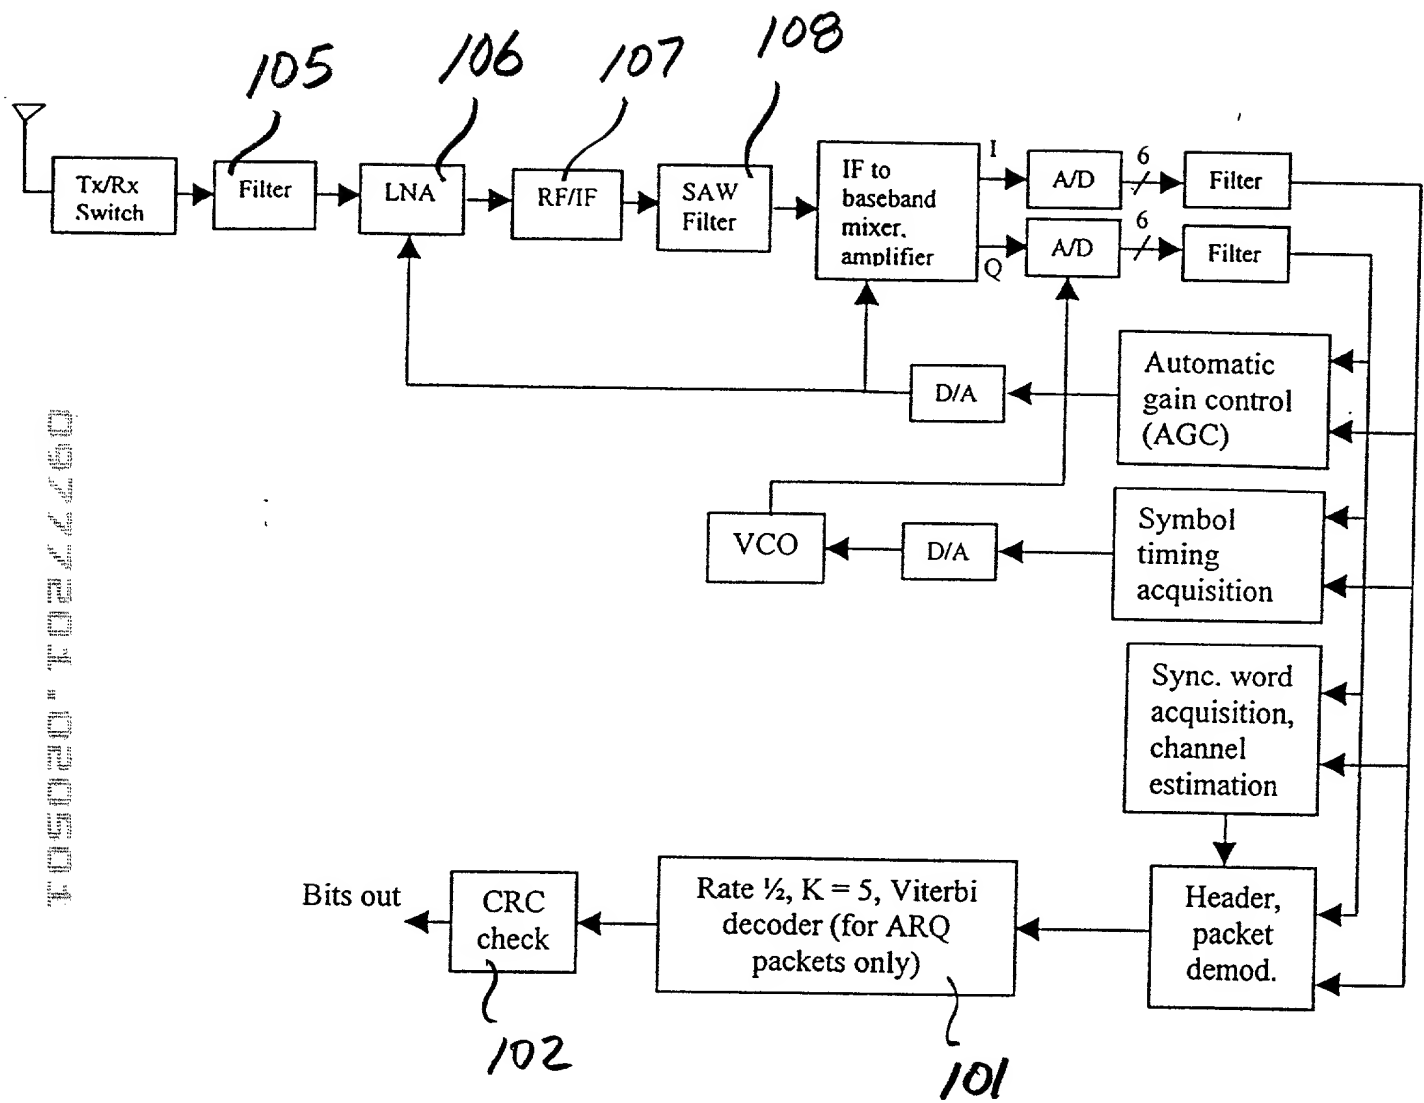 105
106
107
108
Tx/Rx
Switch
Filter
LNA
RF/IF
SAW
Filter
IF to
baseband
mixer,
amplifier
I
Q
A/D
6
Filter
A/D
6
Filter
Automatic
gain control
(AGC)
D/A
Symbol
timing
acquisition
D/A
VCO
Sync. word
acquisition,
channel
estimation
Header,
packet
demod.
Rate ½, K = 5, Viterbi
decoder (for ARQ
packets only)
CRC
check
Bits out
102
101
09777201.020501